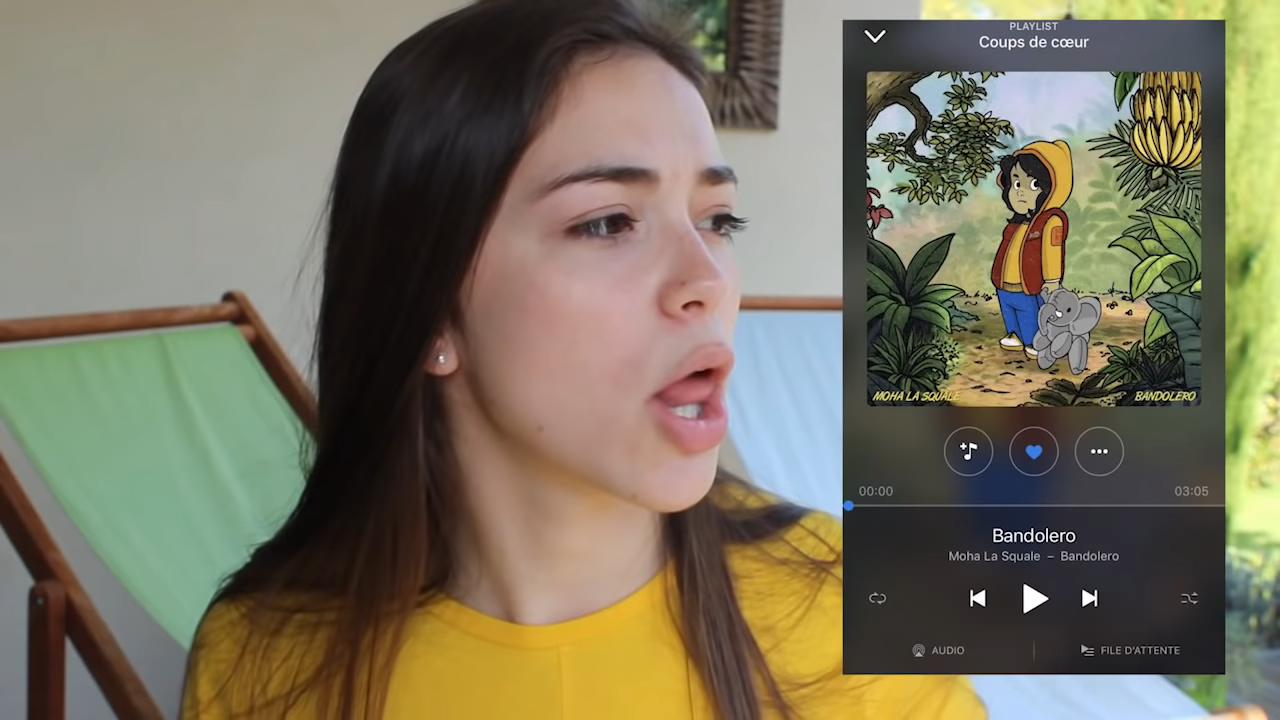 PLAYLIST
Coups de cœur
MOHA LA SQUALE
BANDOLERO
00:00
03:05
Bandolero
Moha La Squale – Bandolero
AUDIO
FILE D'ATTENTE